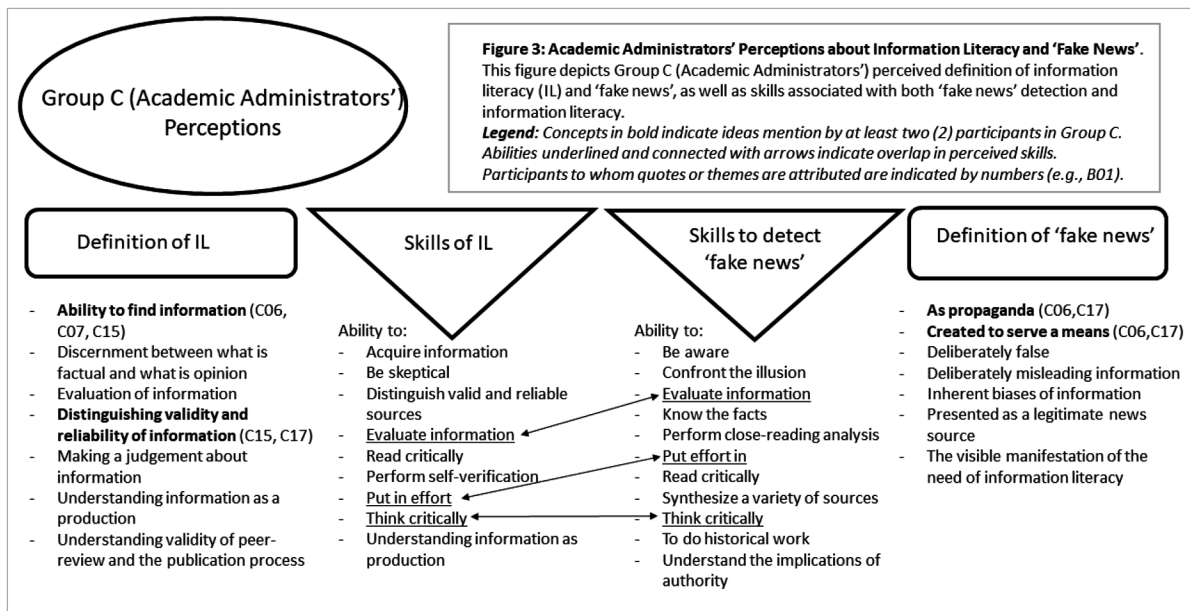 Group C (Academic Administrators')
Perceptions
Figure 3: Academic Administrators' Perceptions about Information Literacy and 'Fake News'.
This figure depicts Group C (Academic Administrators') perceived definition of information
literacy (IL) and 'fake news', as well as skills associated with both 'fake news' detection and
information literacy.
Legend: Concepts in bold indicate ideas mention by at least two (2) participants in Group C.
Abilities underlined and connected with arrows indicate overlap in perceived skills.
Participants to whom quotes or themes are attributed are indicated by numbers (e.g., B01).
Definition of IL
- Ability to find information (C06,
C07, C15)
- Discernment between what is
factual and what is opinion
- Evaluation of information
- Distinguishing validity and
reliability of information (C15, C17)
- Making a judgement about
information
- Understanding information as a
production
- Understanding validity of peer-
review and the publication process
Skills of IL
Ability to:
- Acquire information
- Be skeptical
- Distinguish valid and reliable
sources
- Evaluate information
- Read critically
- Perform self-verification
- Put in effort
- Think critically
- Understanding information as
production
Skills to detect
'fake news'
Ability to:
- Be aware
- Confront the illusion
- Evaluate information
- Know the facts
- Perform close-reading analysis
- Put effort in
- Read critically
- Synthesize a variety of sources
- Think critically
- To do historical work
- Understand the implications of
authority
Definition of 'fake news'
- As propaganda (C06,C17)
- Created to serve a means (C06,C17)
- Deliberately false
- Deliberately misleading information
- Inherent biases of information
- Presented as a legitimate news
source
- The visible manifestation of the
need of information literacy